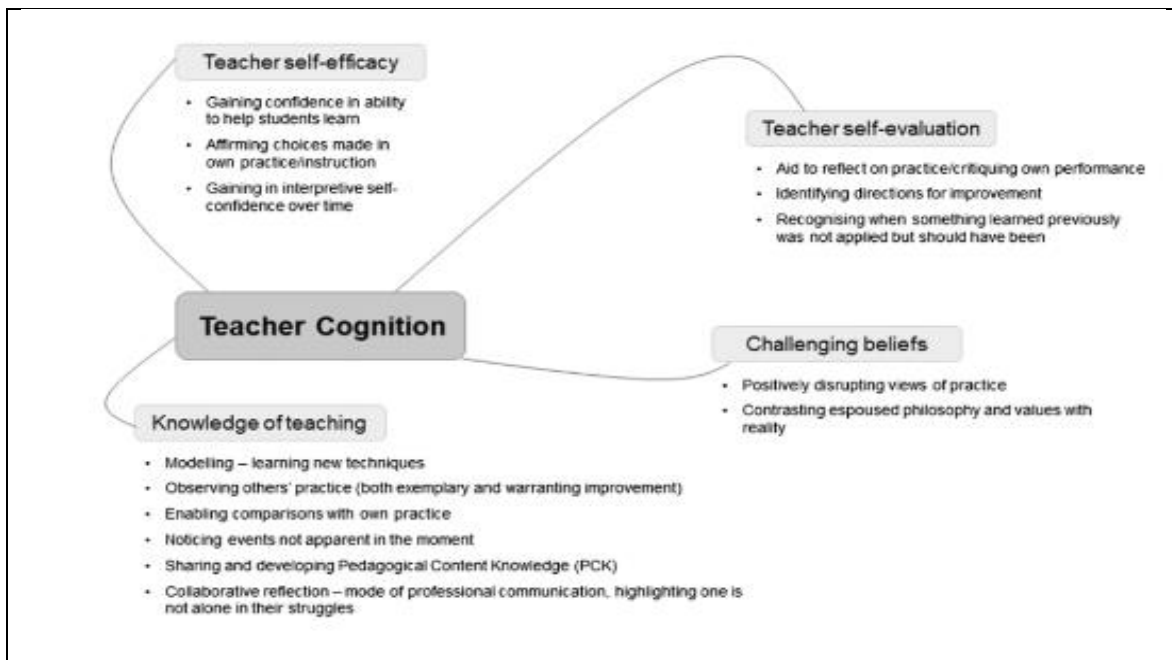 Teacher self-efficacy
• Gaining confidence in ability
to help students learn
• Affirming choices made in
own practice/instruction
• Gaining in interpretive self-
confidence over time
Teacher self-evaluation
• Aid to reflect on practice/critiquing own performance
• Identifying directions for improvement
• Recognising when something learned previously
was not applied but should have been
Teacher Cognition
Challenging beliefs
• Positively disrupting views of practice
• Contrasting espoused philosophy and values with
reality
Knowledge of teaching
• Modelling – learning new techniques
• Observing others' practice (both exemplary and warranting improvement)
• Enabling comparisons with own practice
• Noticing events not apparent in the moment
• Sharing and developing Pedagogical Content Knowledge (PCK)
• Collaborative reflection – mode of professional communication, highlighting one is
not alone in their struggles